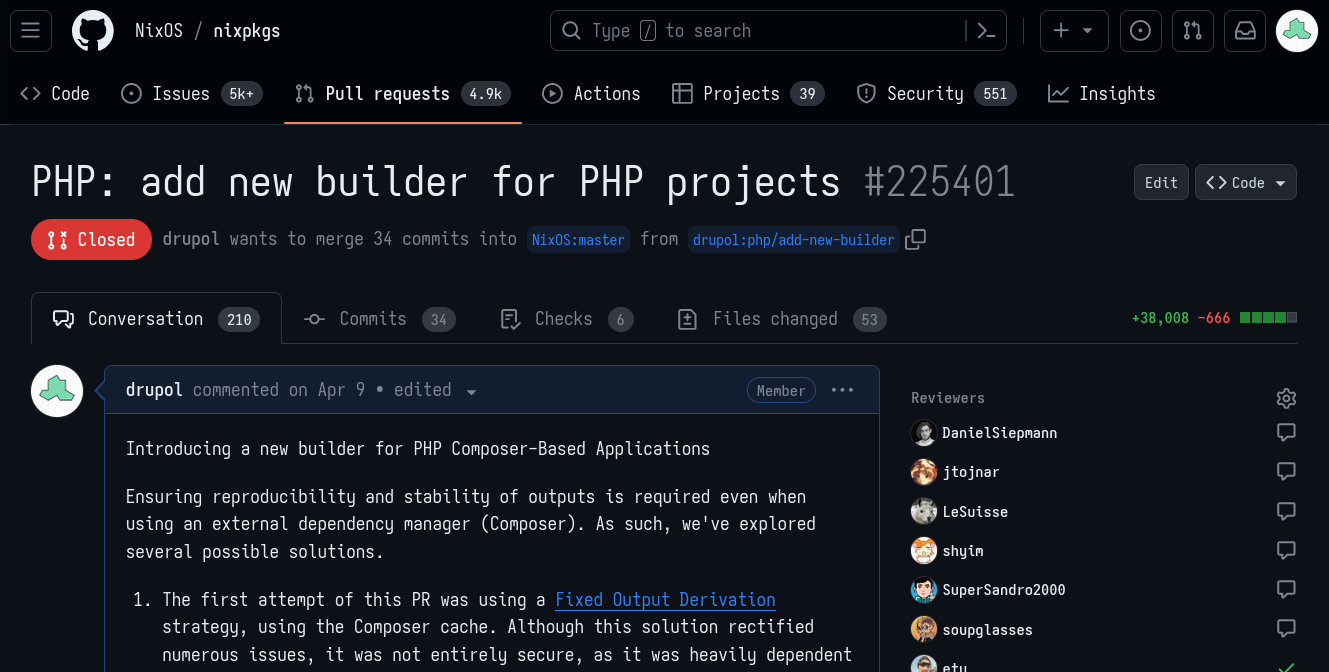 NixOS / nixpkgs
Type / to search
Code
Issues 5k+
Pull requests 4.9k
Actions
Projects 39
Security 551
Insights
PHP: add new builder for PHP projects #225401
Edit
Code
Closed
drupol wants to merge 34 commits into NixOS:master from drupol:php/add-new-builder
Conversation 210
Commits 34
Checks 6
Files changed 53
+38,008 -666
drupol commented on Apr 9 • edited
Member
Introducing a new builder for PHP Composer-Based Applications
Ensuring reproducibility and stability of outputs is required even when
using an external dependency manager (Composer). As such, we've explored
several possible solutions.
1. The first attempt of this PR was using a Fixed Output Derivation
strategy, using the Composer cache. Although this solution rectified
numerous issues, it was not entirely secure, as it was heavily dependent
Reviewers
DanielSiepmann
jtojnar
LeSuisse
shyim
SuperSandro2000
soupglasses
etu